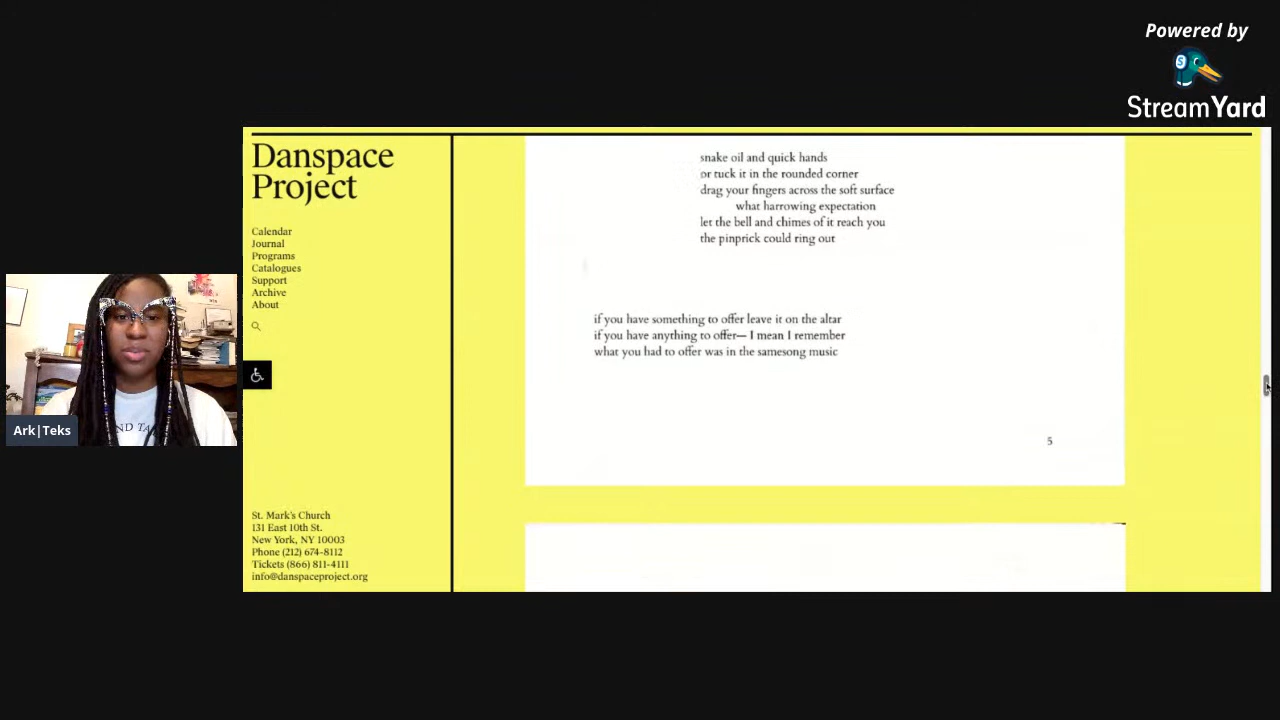 Powered by
StreamYard
Danspace
Project
Calendar
Journal
Programs
Catalogues
Support
Archive
About
St. Mark's Church
131 East 10th St.
New York, NY 10003
Phone (212) 674-8112
Tickets (866) 811-4111
info@danspaceproject.org
snake oil and quick hands
or tuck it in the rounded corner
drag your fingers across the soft surface
what harrowing expectation
let the bell and chimes of it reach you
the pinprick could ring out
if you have something to offer leave it on the altar
if you have anything to offer— I mean I remember
what you had to offer was in the samesong music
5
Ark|Teks